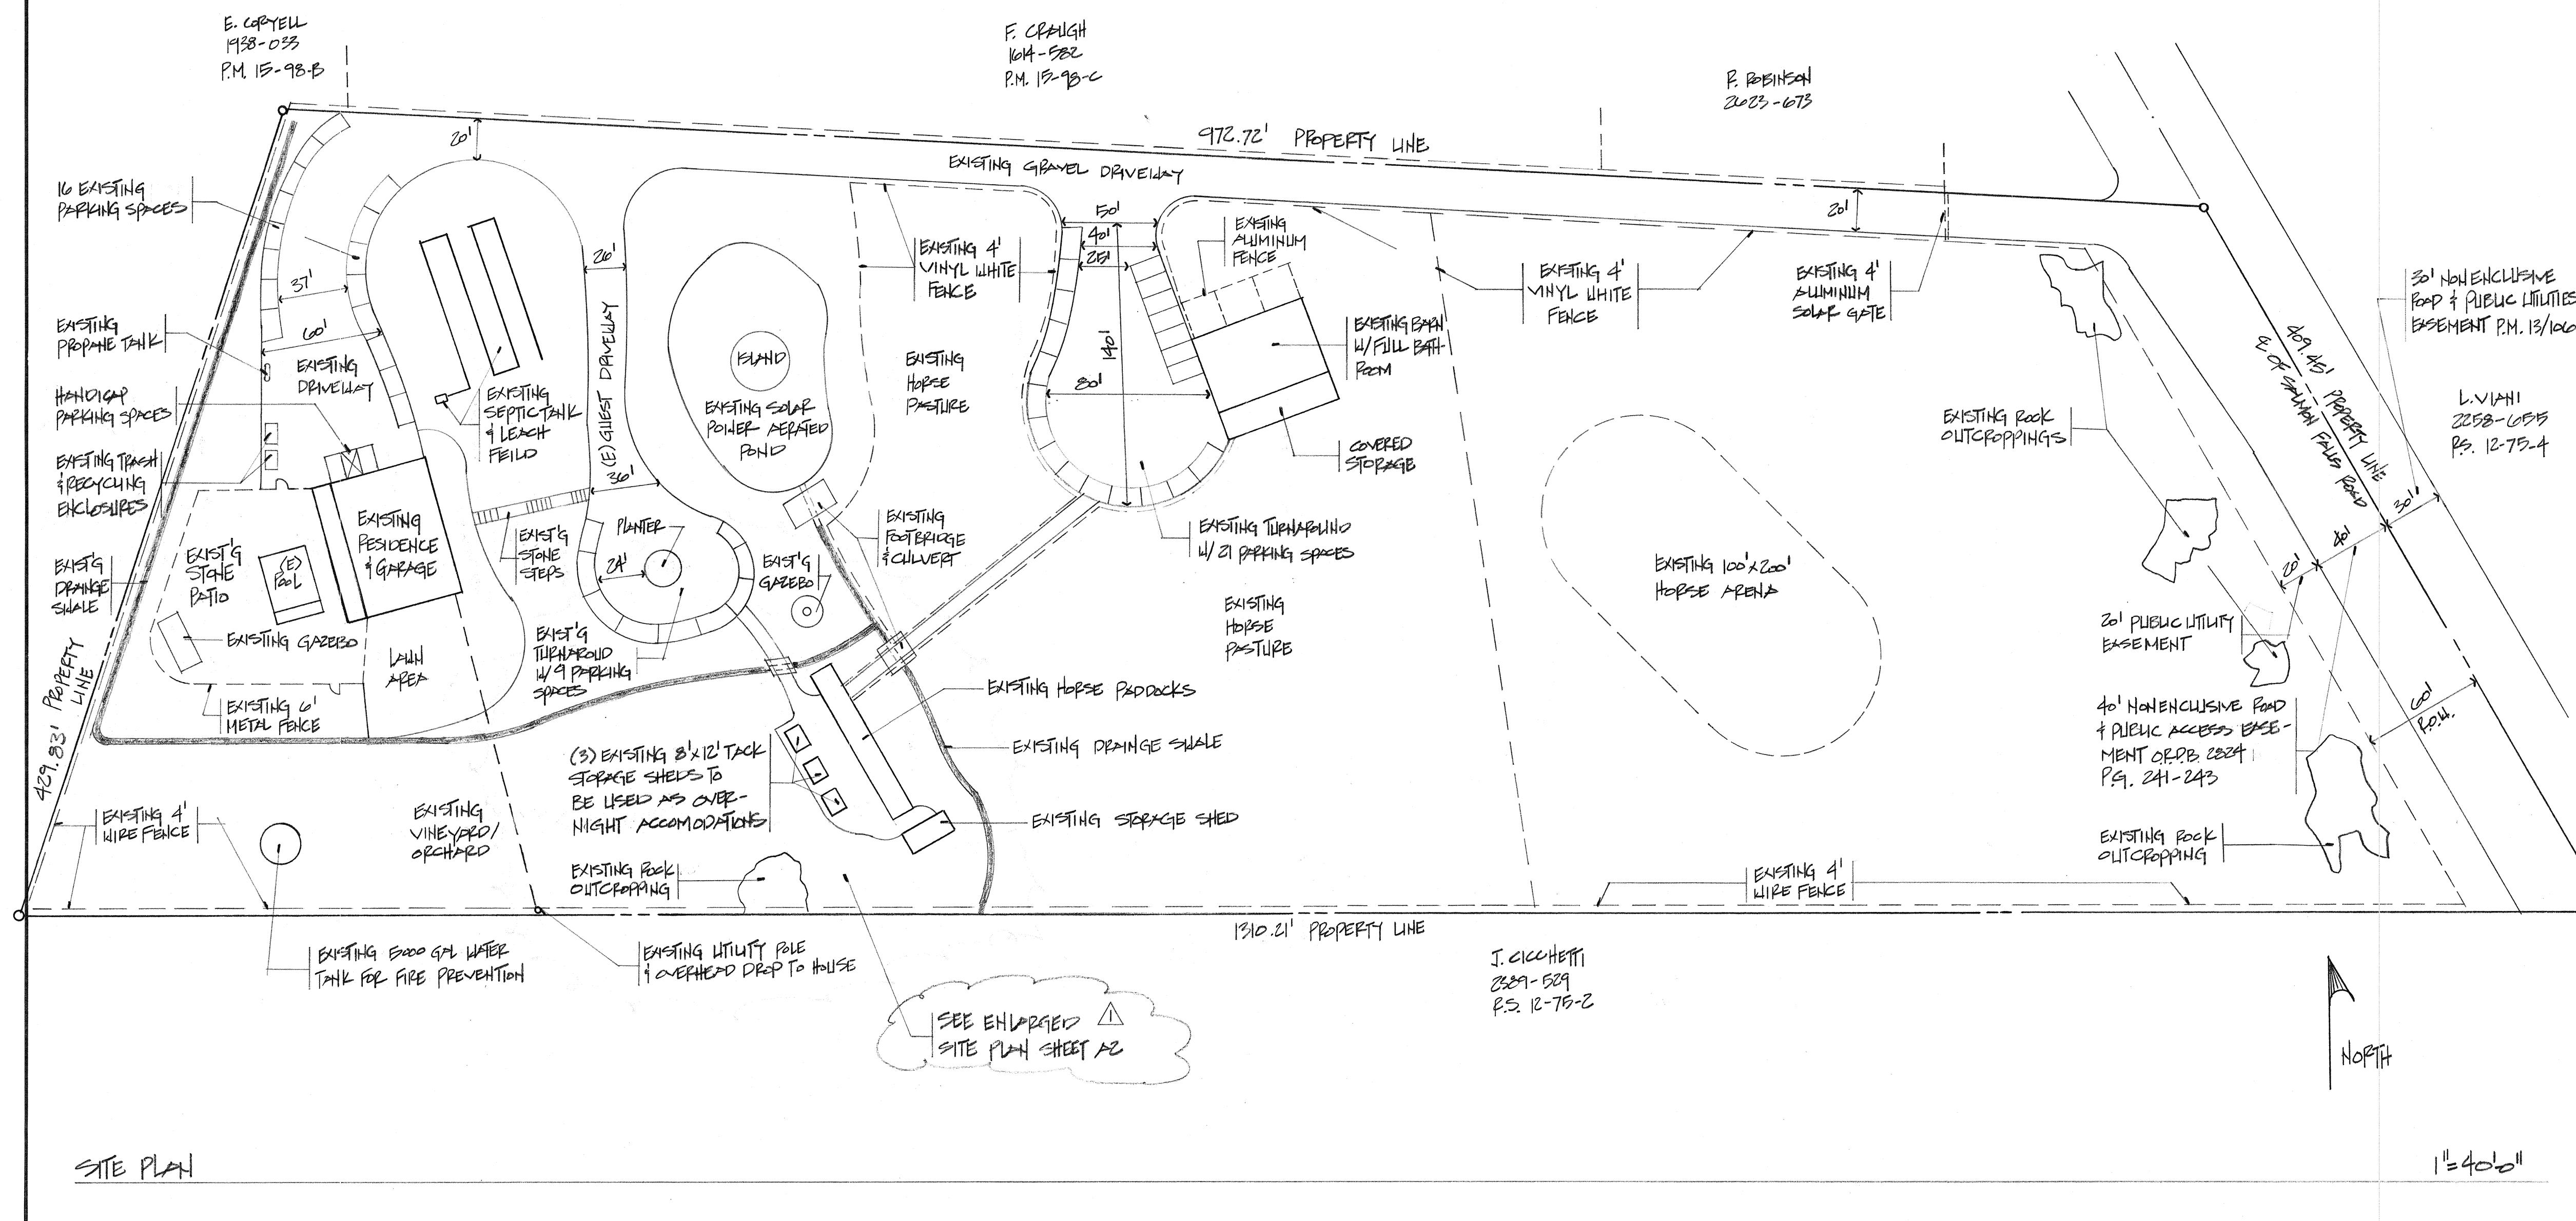 E. CORYELL
1938-033
P.M. 15-98-B
F. CRAUGH
1614-582
P.M. 15-98-C
R. ROBINSON
2623-673
972.72' PROPERTY LINE
EXISTING GRAVEL DRIVEWAY
20'
20'
16 EXISTING
PARKING SPACES
37'
60'
EXISTING
DRIVEWAY
EXISTING
PROPANE TANK
HANDICAP
PARKING SPACES
EXISTING TRASH
& RECYCLING
ENCLOSURES
EXIST'G
DRANGE
SWALE
EXIST'G
STONE
PATIO
(E)
POOL
EXISTING
RESIDENCE
& GARAGE
EXISTING GAZEBO
LAWN
AREA
EXISTING 6'
METAL FENCE
429.83' PROPERTY
LINE
EXISTING 4'
WIRE FENCE
EXISTING
VINEYARD/
ORCHARD
EXISTING
SEPTIC TANK
& LEACH
FEILD
26'
(E) GUEST DRIVEWAY
36'
EXIST'G
STONE
STEPS
PLANTER
24'
EXIST'G
TURNAROUD
W/ 9 PARKING
SPACES
ISLAND
EXISTING SOLAR
POWER AERATED
POND
EXIST'G
GAZEBO
EXISTING
FOOTBRIDGE
& CULVERT
EXISTING
HORSE
PASTURE
EXISTING 4'
VINYL WHITE
FENCE
50'
40'
25'
140'
80'
EXISTING
ALUMINUM
FENCE
EXISTING BARN
W/ FULL BATH-
ROOM
COVERED
STORAGE
EXISTING TURNAROUND
W/ 21 PARKING SPACES
EXISTING
HORSE
PASTURE
EXISTING 4'
VINYL WHITE
FENCE
EXISTING 4'
ALUMINUM
SOLAR GATE
EXISTING 100'X200'
HORSE ARENA
EXISTING ROCK
OUTCROPPINGS
30' NON ENCLUSIVE
ROAD & PUBLIC UTILITIES
EASEMENT P.M. 13/106
409.45' PROPERTY LINE
℄ OF SALMON FALLS ROAD
L. VIANI
2258-655
R.S. 12-75-4
30'
40'
20'
60'
R.O.W.
20' PUBLIC UTILITY
EASEMENT
40' NONENCLUSIVE ROAD
& PUBLIC ACCESS EASE-
MENT O.R.P.B. 2824
P.G. 241-243
EXISTING ROCK
OUTCROPPING
(3) EXISTING 8'X12' TACK
STORAGE SHEDS TO
BE USED AS OVER-
NIGHT ACCOMODATIONS
EXISTING HORSE PADDOCKS
EXISTING DRAINGE SWALE
EXISTING STORAGE SHED
EXISTING ROCK
OUTCROPPING
EXISTING 4'
WIRE FENCE
1310.21' PROPERTY LINE
EXISTING 5000 GAL WATER
TANK FOR FIRE PREVENTION
EXISTING UTILITY POLE
& OVERHEAD DROP TO HOUSE
J. CICCHETTI
2389-529
R.S. 12-75-2
SEE ENLARGED 1
SITE PLAN SHEET A2
NORTH
SITE PLAN
1"=40'0"